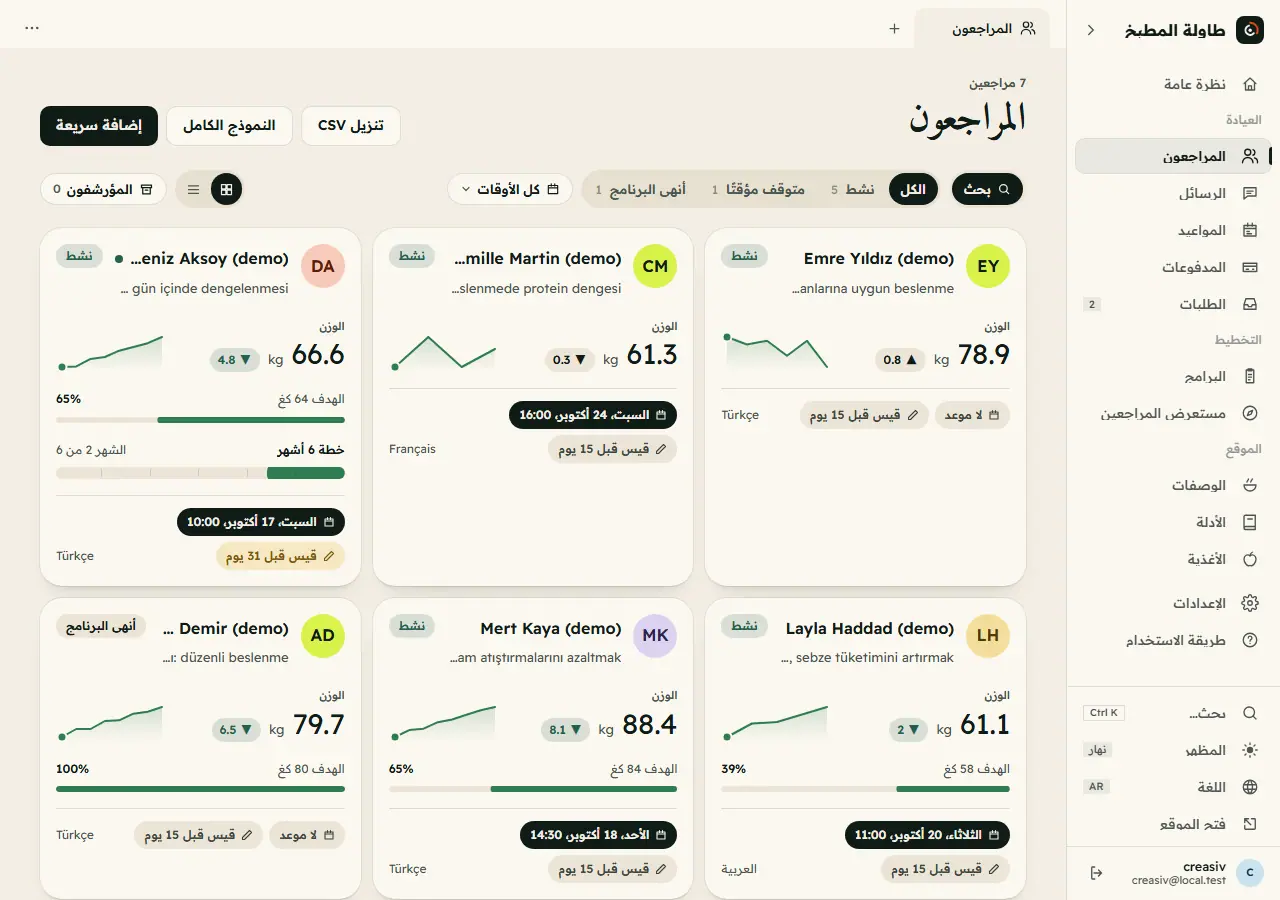 طاولة المطبخ
نظرة عامة
العيادة
المراجعون
الرسائل
المواعيد
المدفوعات
الطلبات 2
التخطيط
البرامج
مستعرض المراجعين
الموقع
الوصفات
الأدلة
الأغذية
الإعدادات
طريقة الاستخدام
بحث... Ctrl K
المظهر نهار
اللغة AR
فتح الموقع
C
creasiv
creasiv@local.test
المراجعون
7 مراجعين
المراجعون
تنزيل CSV
النموذج الكامل
إضافة سريعة
بحث
الكل
نشط 5
متوقف مؤقتًا 1
أنهى البرنامج 1
كل الأوقات
المؤرشفون 0
EY
Emre Yıldız (demo)
نشط
...anlarına uygun beslenme
الوزن
78.9 kg
▲ 0.8
لا موعد
قيس قبل 15 يوم
Türkçe
CM
...mille Martin (demo)
نشط
...slenmede protein dengesi
الوزن
61.3 kg
▼ 0.3
السبت، 24 أكتوبر، 16:00
قيس قبل 15 يوم
Français
DA
...eniz Aksoy (demo)
نشط
... gün içinde dengelenmesi
الوزن
66.6 kg
▼ 4.8
الهدف 64 كغ
65%
خطة 6 أشهر
الشهر 2 من 6
السبت، 17 أكتوبر، 10:00
قيس قبل 31 يوم
Türkçe
LH
Layla Haddad (demo)
نشط
..., sebze tüketimini artırmak
الوزن
61.1 kg
▼ 2
الهدف 58 كغ
39%
الثلاثاء، 20 أكتوبر، 11:00
قيس قبل 15 يوم
العربية
MK
Mert Kaya (demo)
نشط
...am atıştırmalarını azaltmak
الوزن
88.4 kg
▼ 8.1
الهدف 84 كغ
65%
الأحد، 18 أكتوبر، 14:30
قيس قبل 15 يوم
Türkçe
AD
... Demir (demo)
أنهى البرنامج
...ı: düzenli beslenme
الوزن
79.7 kg
▼ 6.5
الهدف 80 كغ
100%
لا موعد
قيس قبل 15 يوم
Türkçe